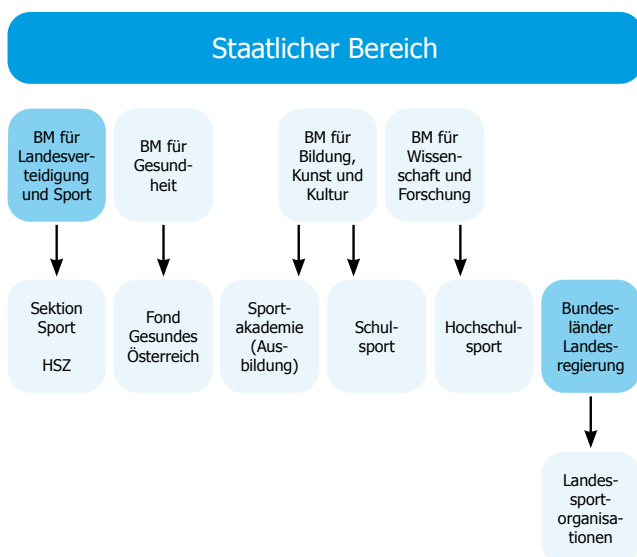 Staatlicher Bereich
BM für
Landesver-
teidigung
und Sport
BM für
Gesund-
heit
BM für
Bildung,
Kunst und
Kultur
BM für
Wissen-
schaft und
Forschung
Sektion
Sport
HSZ
Fond
Gesundes
Österreich
Sport-
akademie
(Aus-
bildung)
Schul-
sport
Hochschul-
sport
Bundes-
länder
Landes-
regierung
Landes-
sport-
organisa-
tionen